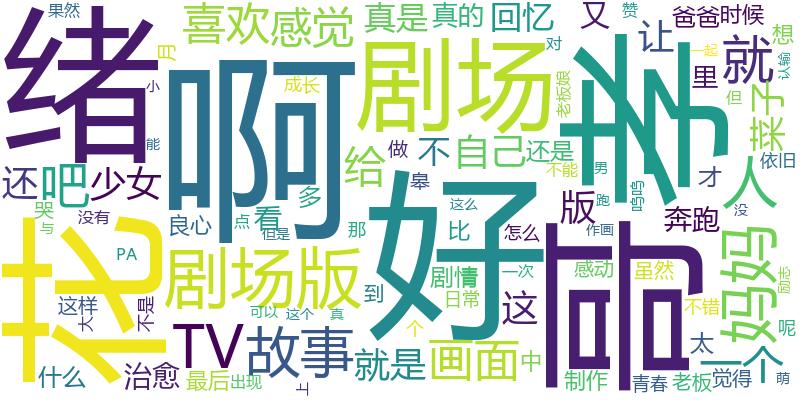 果然
喜欢
感觉
真是
真的
回忆
又
赞
爸爸
时候
绪
啊
剧场
孝
对
让
就
一起
想
月
小
成长
老板娘
里
但
认输
能
还
吧
少女
给
做
不
自己
还是
不能
男
才
菜子
依旧
哭
与
没有
良心
多
点
看
但是
那
皋
比
这么
怎么
版
跑
呜呜
奔跑
没
人
花
PA
剧场版
好
作画
高
妈妈
这样
大
不是
可以
这个
真
到
剧情
日常
一次
这
感动
虽然
不错
励志
TV
故事
就是
个
画面
中
太
一个
呢
什么
治愈
最后
出现
上
制作
青春
老板
觉得
萌